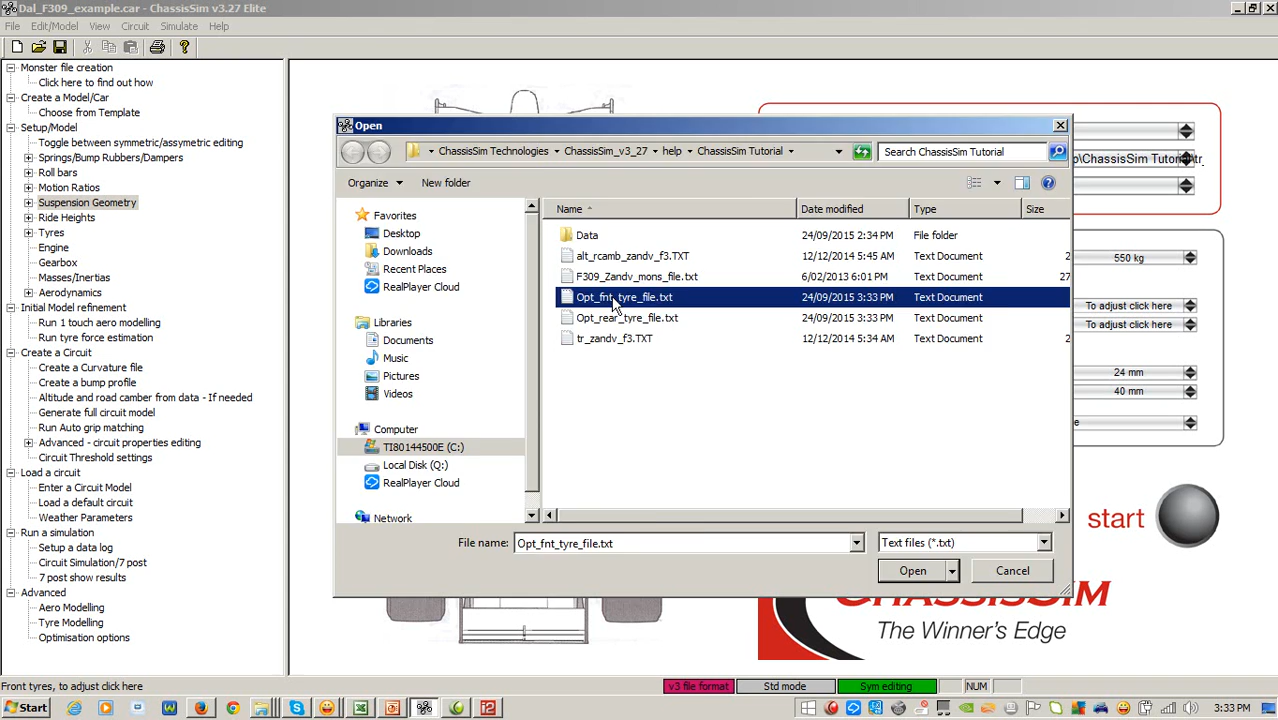 Dal_F309_example.car - ChassisSim v3.27 Elite
File Edit/Model View Circuit Simulate Help
Monster file creation
Click here to find out how
Create a Model/Car
Choose from Template
Setup/Model
Toggle between symmetric/assymetric editing
Springs/Bump Rubbers/Dampers
Roll bars
Motion Ratios
Suspension Geometry
Ride Heights
Tyres
Engine
Gearbox
Masses/Inertias
Aerodynamics
Initial Model refinement
Run 1 touch aero modelling
Run tyre force estimation
Create a Circuit
Create a Curvature file
Create a bump profile
Altitude and road camber from data - If needed
Generate full circuit model
Run Auto grip matching
Advanced - circuit properties editing
Circuit Threshold settings
Load a circuit
Enter a Circuit Model
Load a default circuit
Weather Parameters
Run a simulation
Setup a data log
Circuit Simulation/7 post
7 post show results
Advanced
Aero Modelling
Tyre Modelling
Optimisation options
Open
ChassisSim Technologies ChassisSim_v3_27 help ChassisSim Tutorial
Search ChassisSim Tutorial
Organize New folder
Favorites
Desktop
Downloads
Recent Places
RealPlayer Cloud
Libraries
Documents
Music
Pictures
Videos
Computer
TI80144500E (C:)
Local Disk (Q:)
RealPlayer Cloud
Network
Name Date modified Type Size
Data 24/09/2015 2:34 PM File folder
alt_rcamb_zandv_f3.TXT 12/12/2014 5:45 AM Text Document 2
F309_Zandv_mons_file.txt 6/02/2013 6:01 PM Text Document 27
Opt_fnt_tyre_file.txt 24/09/2015 3:33 PM Text Document
Opt_rear_tyre_file.txt 24/09/2015 3:33 PM Text Document
tr_zandv_f3.TXT 12/12/2014 5:34 AM Text Document 2
File name: Opt_fnt_tyre_file.txt Text files (*.txt)
Open Cancel
p\ChassisSim Tutorial\tr_
550 kg
To adjust click here
To adjust click here
24 mm
40 mm
e
start
CHASSISSIM
The Winner's Edge
Front tyres, to adjust click here v3 file format Std mode Sym editing NUM
Start 3:33 PM